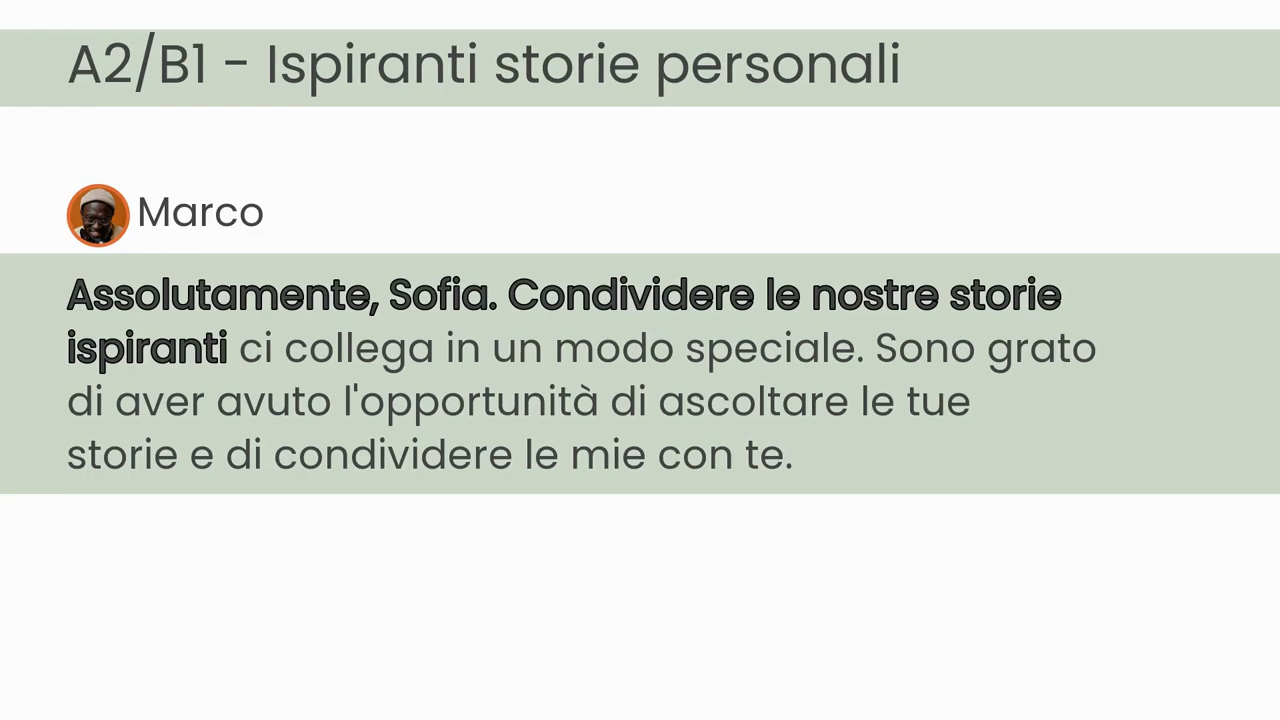 A2/B1 - Ispiranti storie personali
Marco
Assolutamente, Sofia. Condividere le nostre storie
ispiranti ci collega in un modo speciale. Sono grato
di aver avuto l'opportunità di ascoltare le tue
storie e di condividere le mie con te.